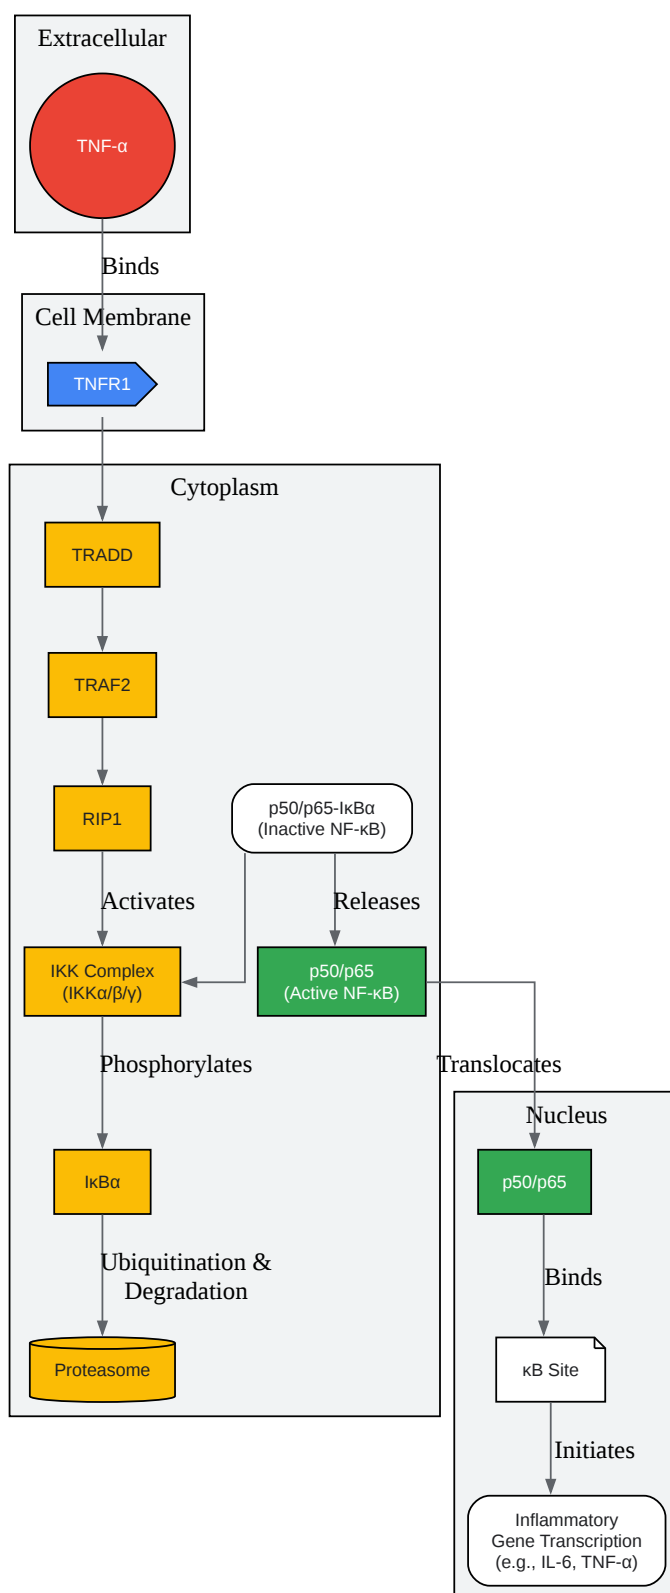 Extracellular
TNF-α
Binds
Cell Membrane
TNFR1
Cytoplasm
TRADD
TRAF2
RIP1
p50/p65-IκBα
(Inactive NF-κB)
Activates
Releases
IKK Complex
(IKKα/β/γ)
p50/p65
(Active NF-κB)
Phosphorylates
Translocates
Nucleus
IκBα
p50/p65
Ubiquitination &
Degradation
Binds
Proteasome
κB Site
Initiates
Inflammatory
Gene Transcription
(e.g., IL-6, TNF-α)